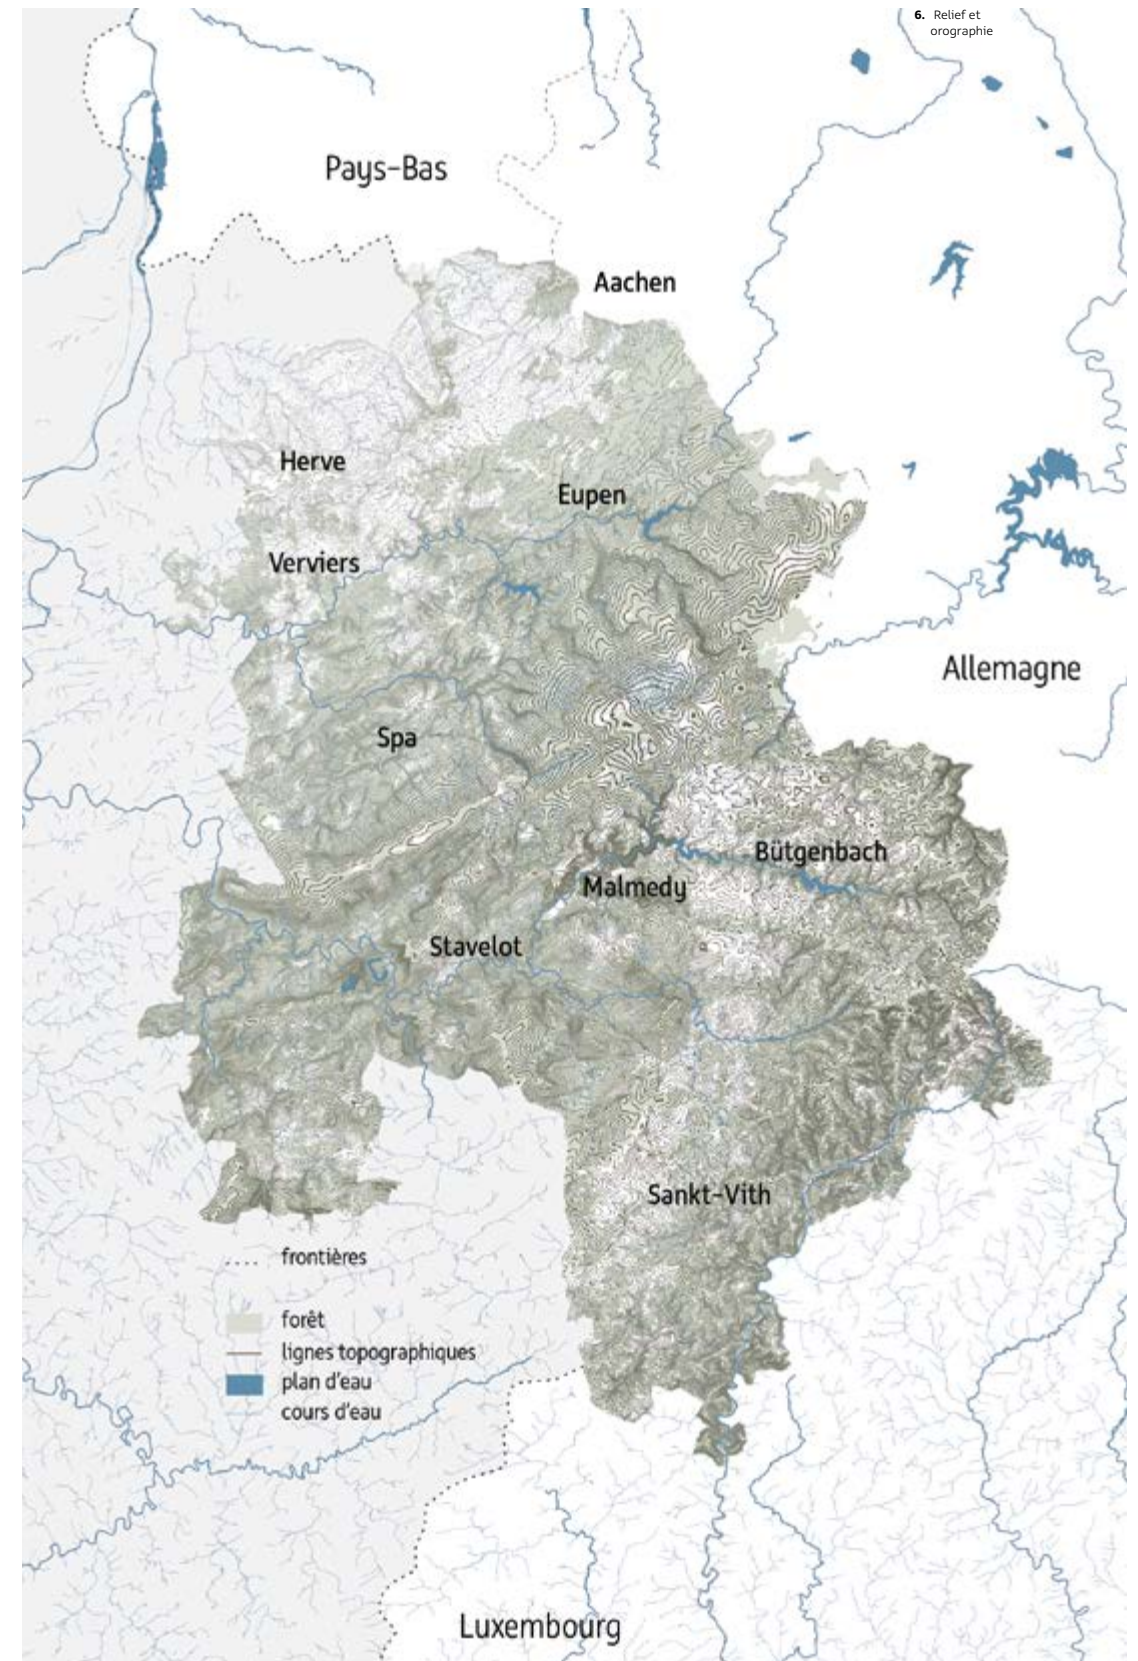 6. Relief et
orographie
Pays-Bas
Aachen
Herve
Eupen
Verviers
Allemagne
Spa
Bütgenbach
Malmedy
Stavelot
Sankt-Vith
frontières
forêt
lignes topographiques
plan d'eau
cours d'eau
Luxembourg